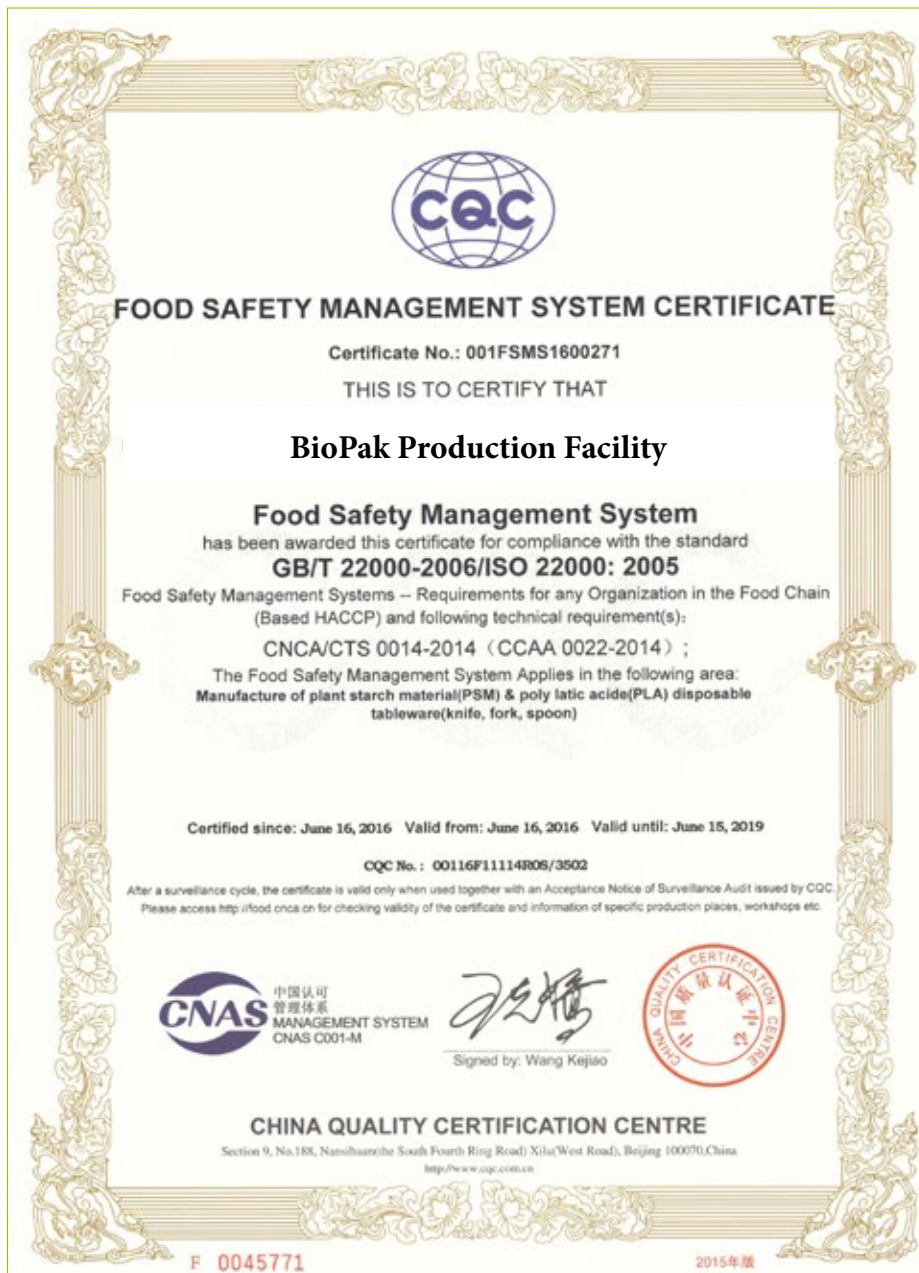 CQC
FOOD SAFETY MANAGEMENT SYSTEM CERTIFICATE
Certificate No.: 001FSMS1600271
THIS IS TO CERTIFY THAT
BioPak Production Facility
Food Safety Management System
has been awarded this certificate for compliance with the standard
GB/T 22000-2006/ISO 22000: 2005
Food Safety Management Systems -- Requirements for any Organization in the Food Chain
(Based HACCP) and following technical requirement(s):
CNCA/CTS 0014-2014（CCAA 0022-2014）;
The Food Safety Management System Applies in the following area:
Manufacture of plant starch material(PSM) & poly latic acide(PLA) disposable
tableware(knife, fork, spoon)
Certified since: June 16, 2016 Valid from: June 16, 2016 Valid until: June 15, 2019
CQC No.: 00116F11114R0S/3502
After a surveillance cycle, the certificate is valid only when used together with an Acceptance Notice of Surveillance Audit issued by CQC.
Please access http://food.cnca.cn for checking validity of the certificate and information of specific production places, workshops etc.
CNAS
中国认可
管理体系
MANAGEMENT SYSTEM
CNAS C001-M
Signed by: Wang Kejiao
CHINA QUALITY CERTIFICATION CENTRE
中国质量认证中心
CHINA QUALITY CERTIFICATION CENTRE
Section 9, No.188, Nansihuan(the South Fourth Ring Road) Xilu(West Road), Beijing 100070,China
http://www.cqc.com.cn
F 0045771
2015年版